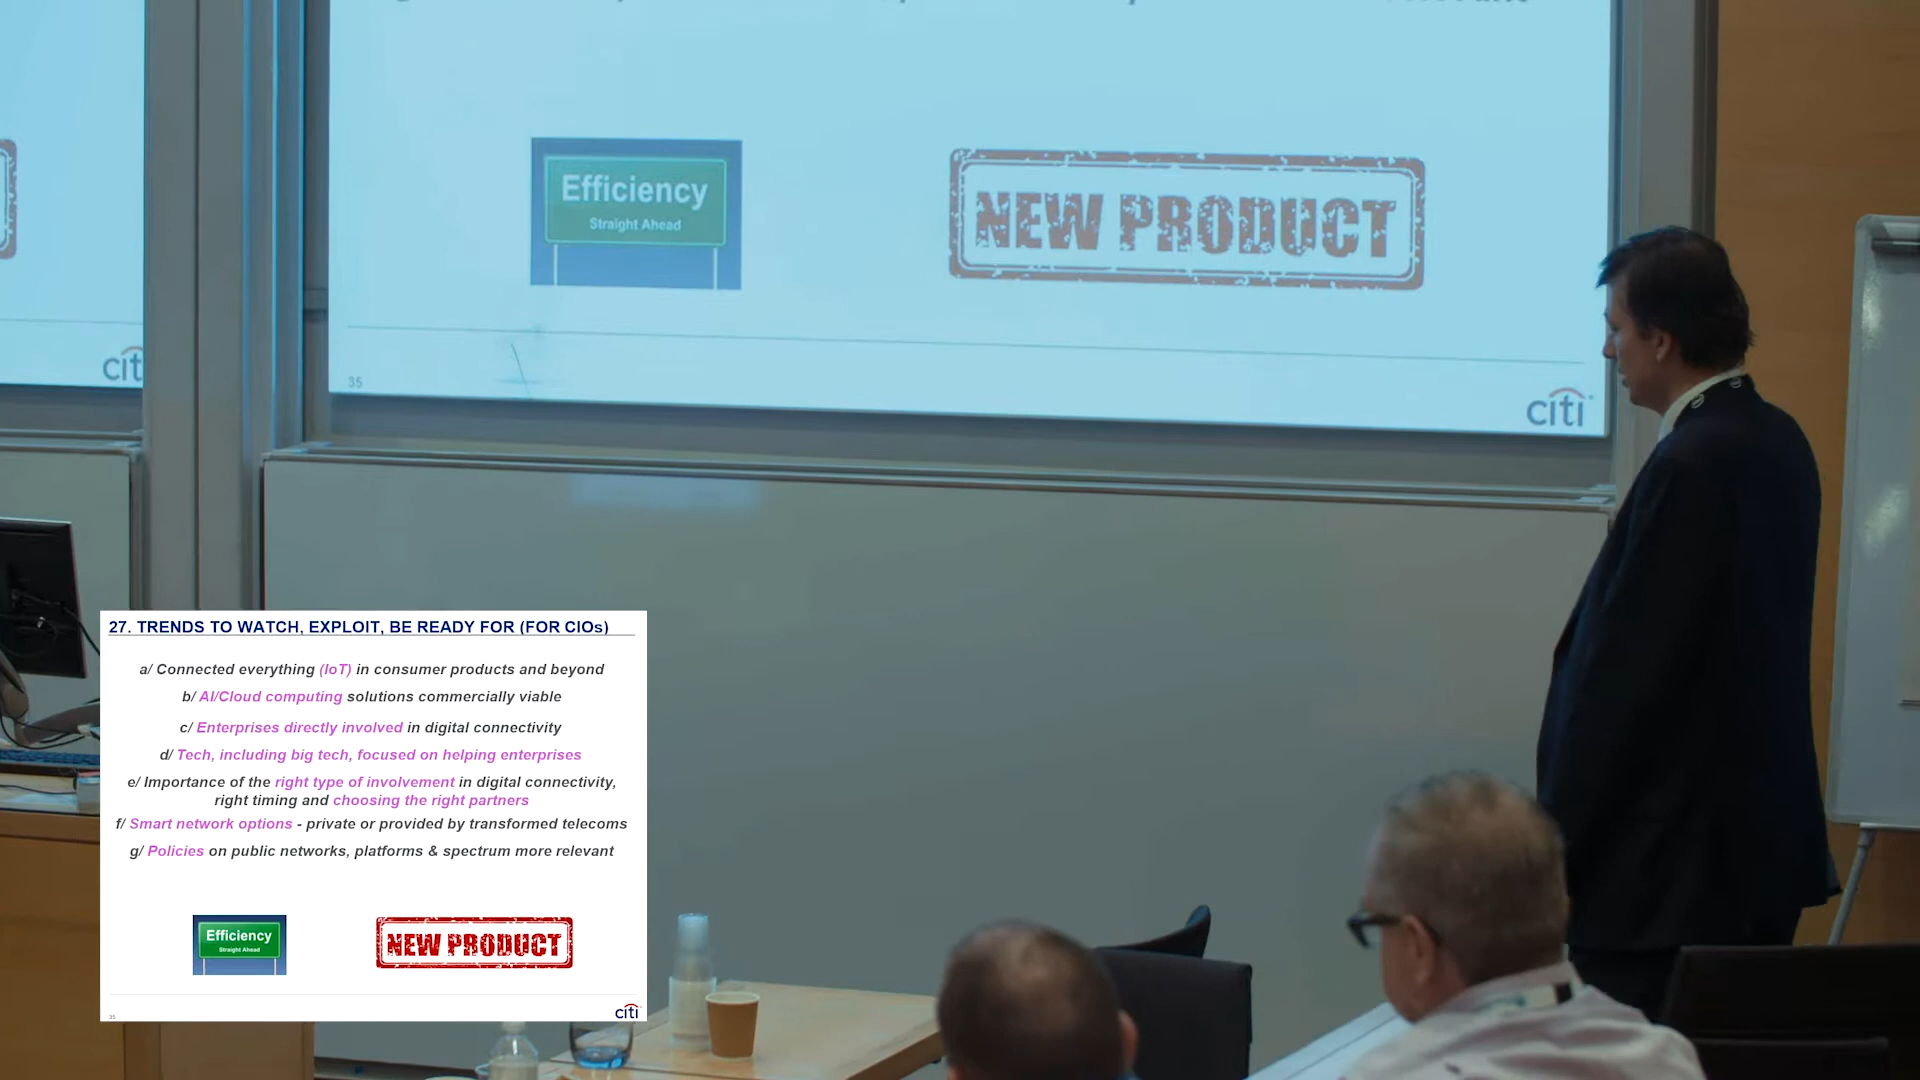 Efficiency
Straight Ahead
NEW PRODUCT
citi
35
citi
27. TRENDS TO WATCH, EXPLOIT, BE READY FOR (FOR CIOs)
a/ Connected everything (IoT) in consumer products and beyond
b/ AI/Cloud computing solutions commercially viable
c/ Enterprises directly involved in digital connectivity
d/ Tech, including big tech, focused on helping enterprises
e/ Importance of the right type of involvement in digital connectivity,
right timing and choosing the right partners
f/ Smart network options - private or provided by transformed telecoms
g/ Policies on public networks, platforms & spectrum more relevant
Efficiency
Straight Ahead
NEW PRODUCT
35
citi